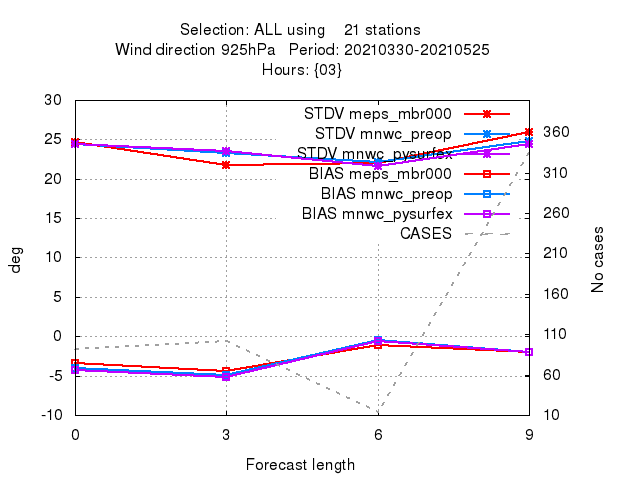 Selection: ALL using 21 stations
Wind direction 925hPa Period: 20210330-20210525
Hours: {03}
30
25
20
15
10
5
0
-5
-10
deg
STDV meps_mbr000
STDV mnwc_preop
STDV mnwc_pysurfex
BIAS meps_mbr000
BIAS mnwc_preop
BIAS mnwc_pysurfex
CASES
360
310
260
210
160
110
60
10
No cases
0 3 6 9
Forecast length